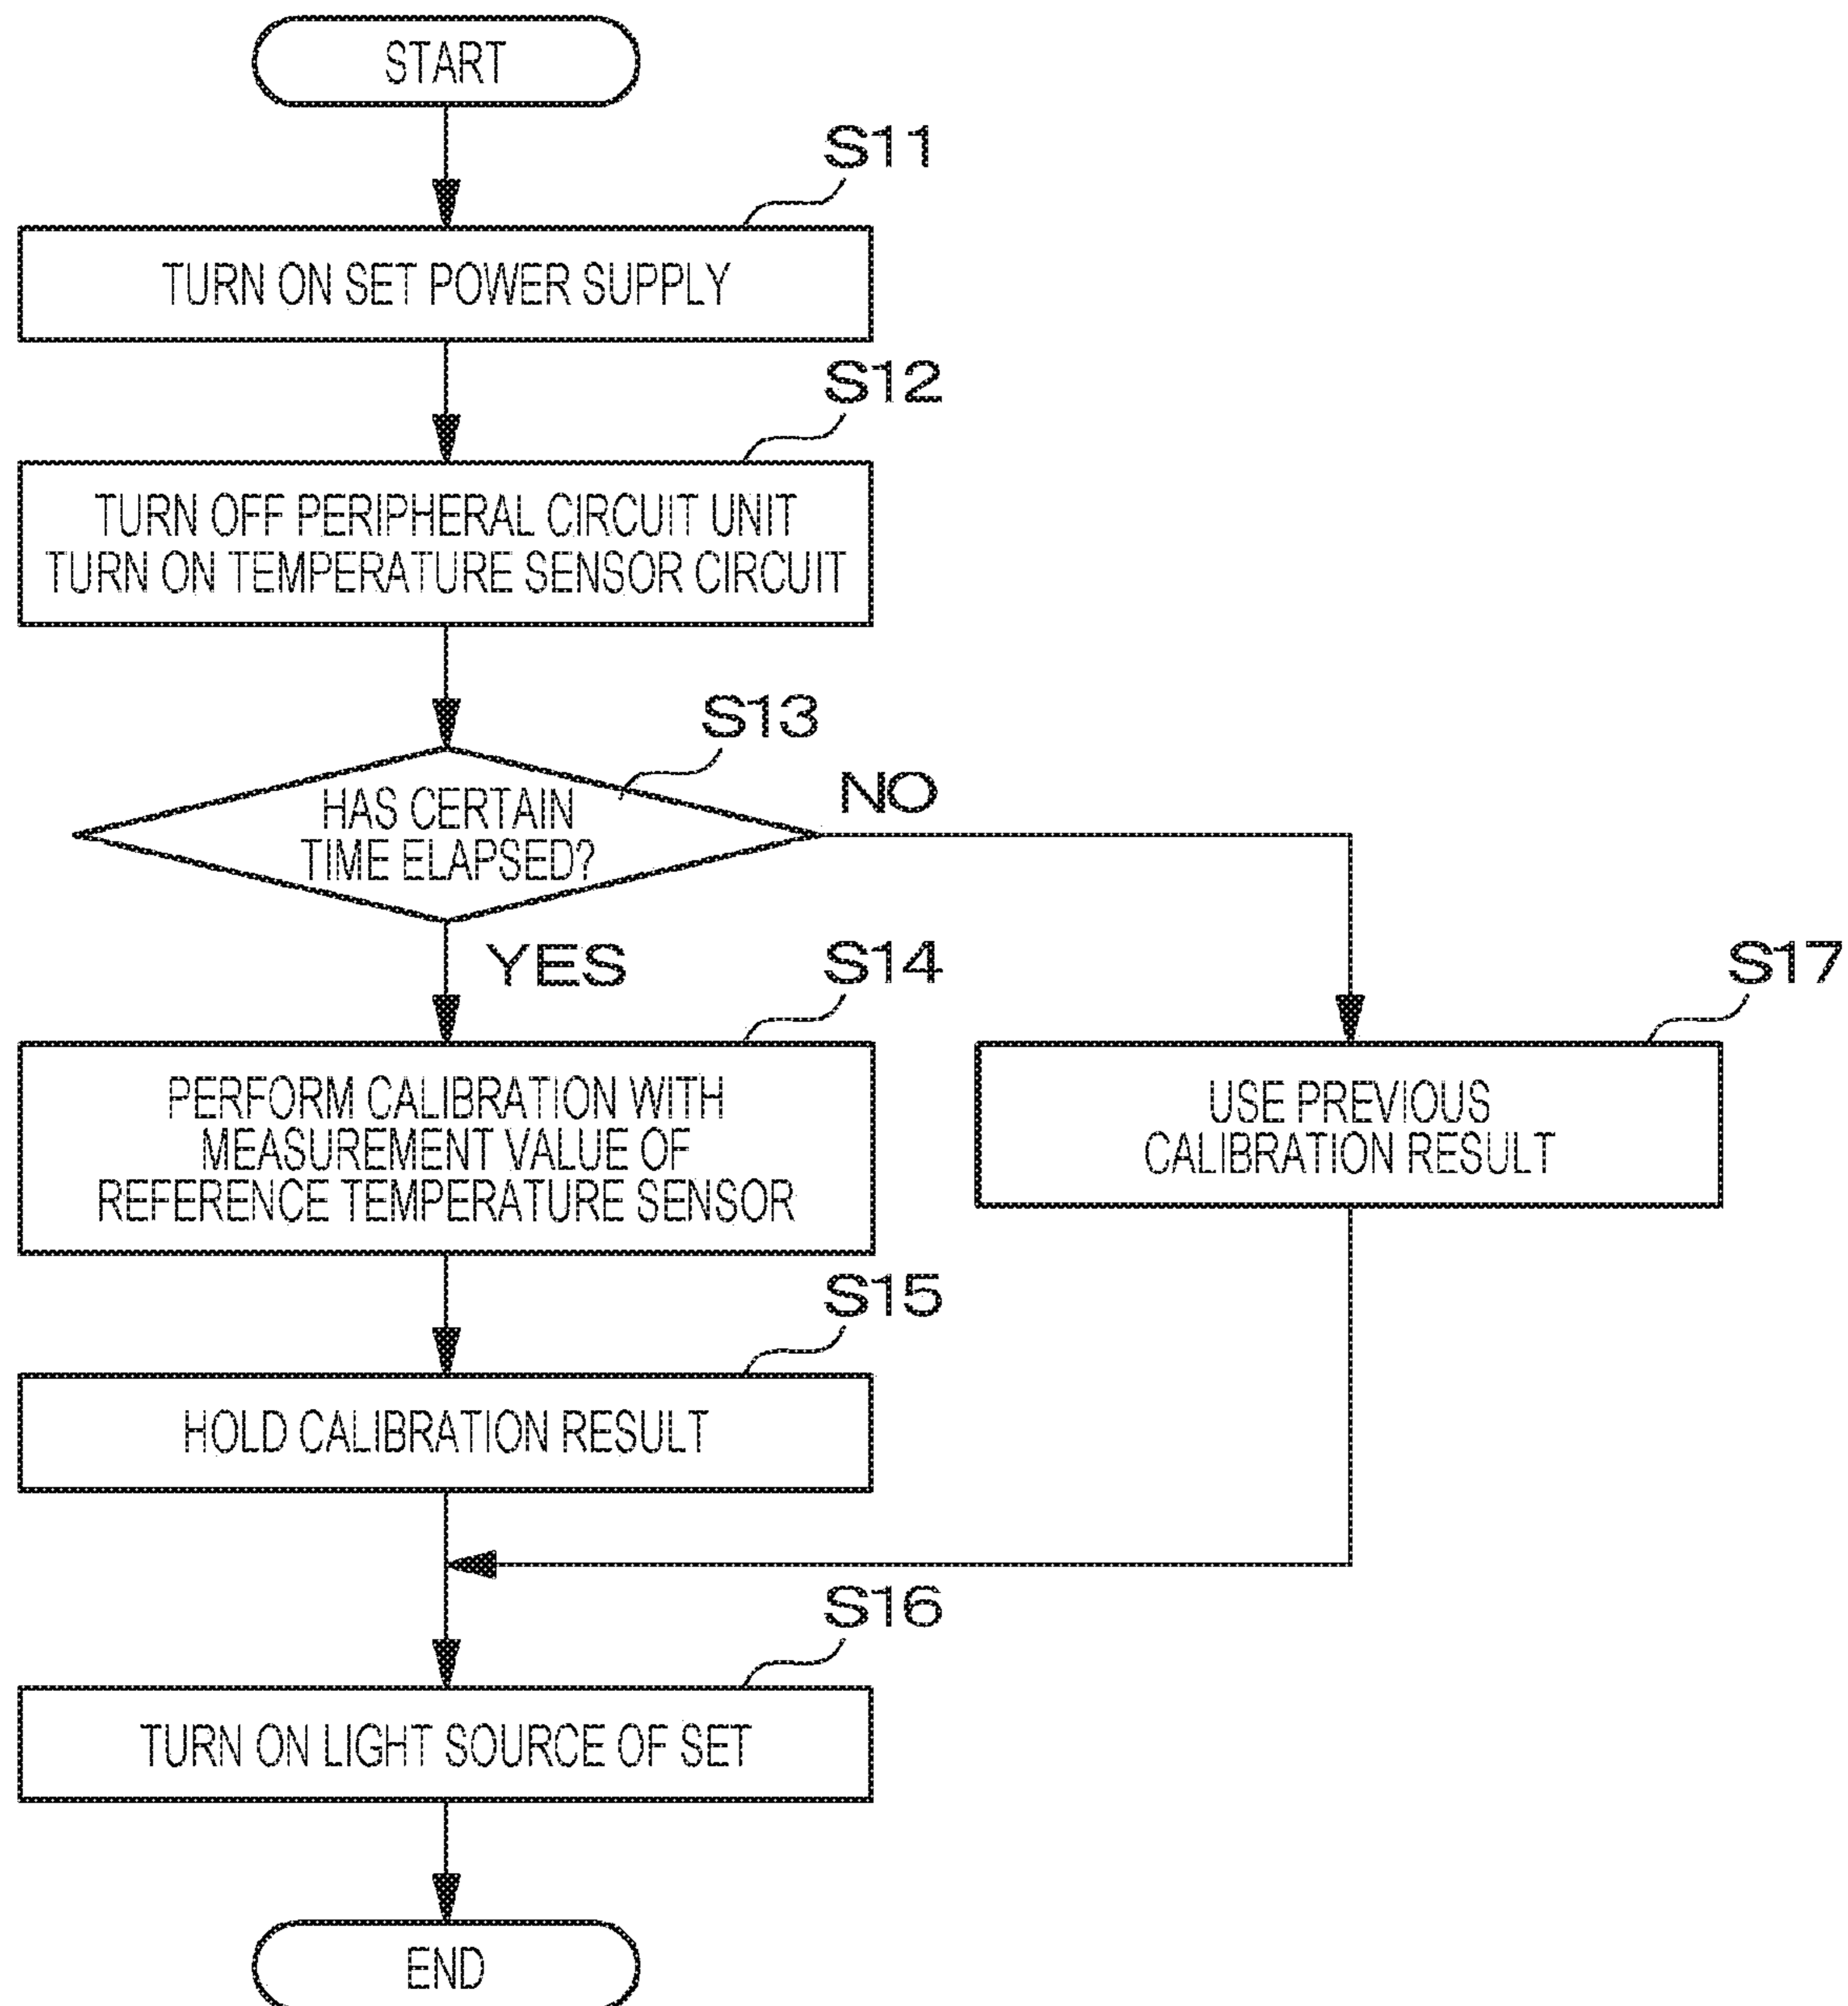 START
S11
TURN ON SET POWER SUPPLY
S12
TURN OFF PERIPHERAL CIRCUIT UNIT
TURN ON TEMPERATURE SENSOR CIRCUIT
S13
HAS CERTAIN
TIME ELAPSED?
NO
YES
S14
PERFORM CALIBRATION WITH
MEASUREMENT VALUE OF
REFERENCE TEMPERATURE SENSOR
S17
USE PREVIOUS
CALIBRATION RESULT
S15
HOLD CALIBRATION RESULT
S16
TURN ON LIGHT SOURCE OF SET
END